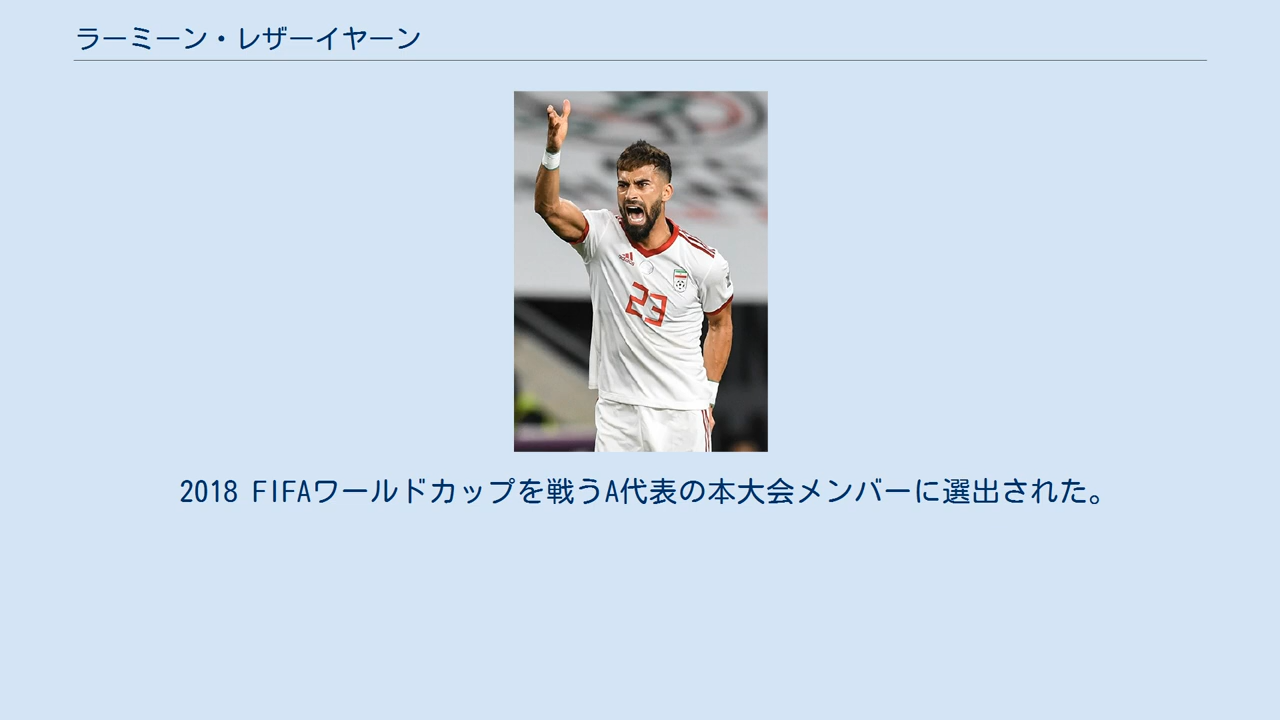 ラーミーン・レザーイヤーン
23
2018 FIFAワールドカップを戦うA代表の本大会メンバーに選出された。